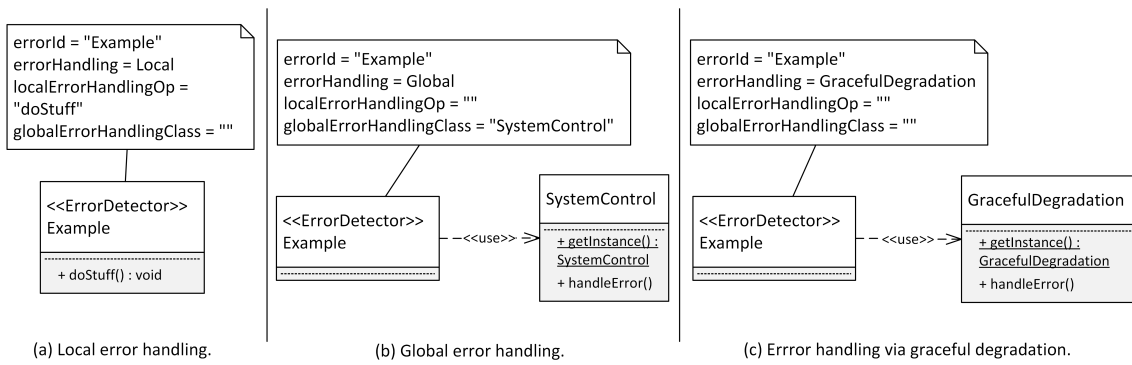 errorId = "Example"
errorHandling = Local
localErrorHandlingOp =
"doStuff"
globalErrorHandlingClass = ""
<<ErrorDetector>>
Example
+ doStuff() : void
(a) Local error handling.
errorId = "Example"
errorHandling = Global
localErrorHandlingOp = ""
globalErrorHandlingClass = "SystemControl"
<<ErrorDetector>>
Example
<<use>>
SystemControl
+ getInstance() :
SystemControl
+ handleError()
(b) Global error handling.
errorId = "Example"
errorHandling = GracefulDegradation
localErrorHandlingOp = ""
globalErrorHandlingClass = ""
<<ErrorDetector>>
Example
<<use>>
GracefulDegradation
+ getInstance() :
GracefulDegradation
+ handleError()
(c) Errror handling via graceful degradation.